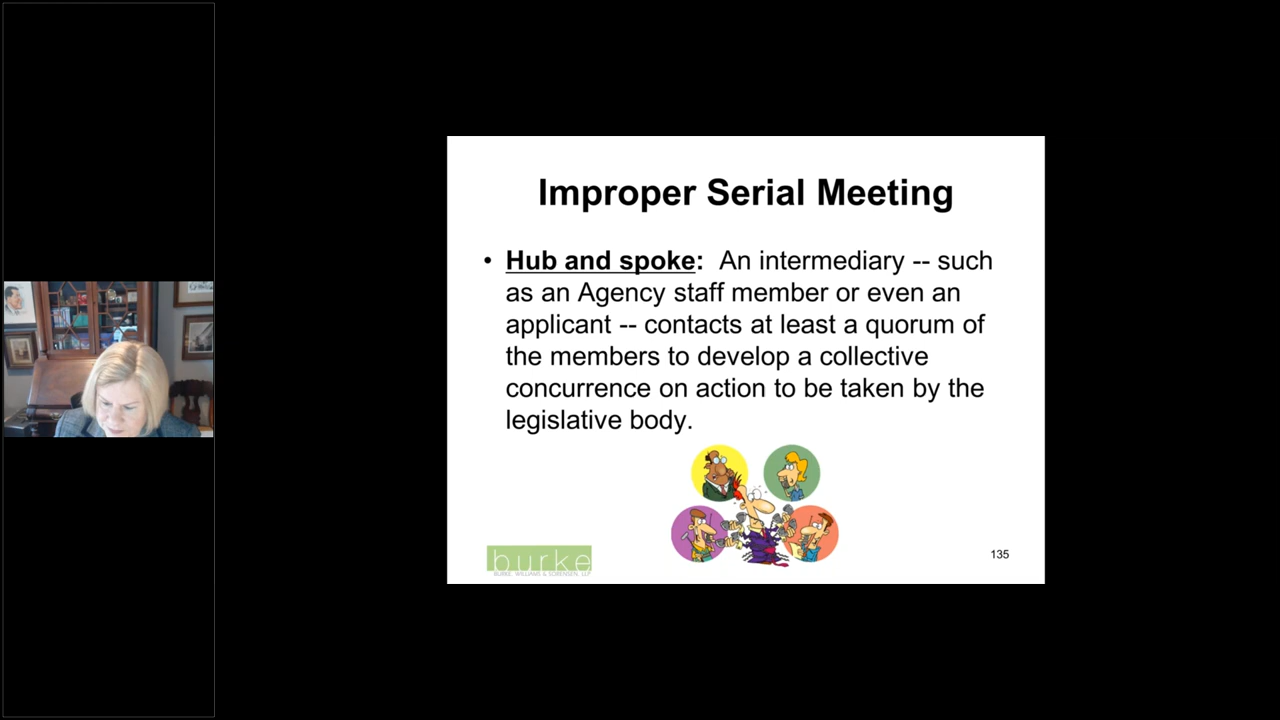 Improper Serial Meeting
• Hub and spoke: An intermediary -- such
as an Agency staff member or even an
applicant -- contacts at least a quorum of
the members to develop a collective
concurrence on action to be taken by the
legislative body.
burke
BURKE, WILLIAMS & SORENSEN, LLP
135